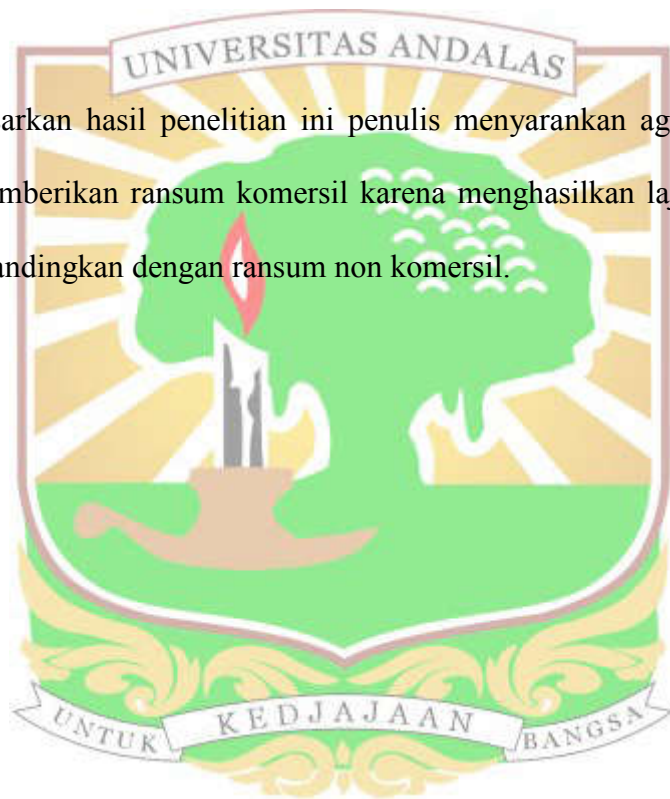 UNIVERSITAS ANDALAS
arkan hasil penelitian ini penulis menyarankan ag
mberikan ransum komersil karena menghasilkan la
andingkan dengan ransum non komersil.
UNTUK KEDJAJAAN BANGSA